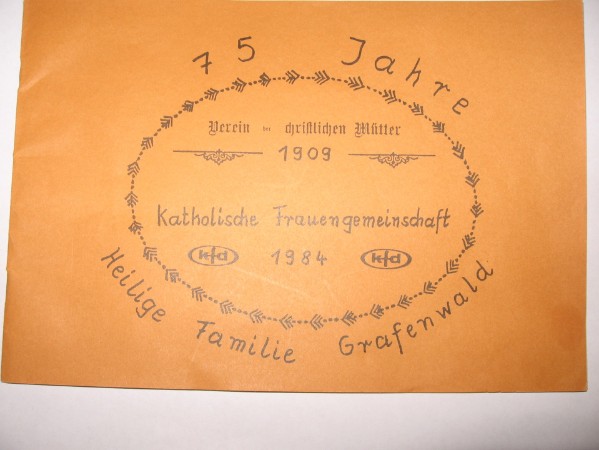 75 Jahre
Verein der christlichen Mütter
1909
Katholische Frauengemeinschaft
kfd 1984 kfd
Heilige Familie Grafenwald